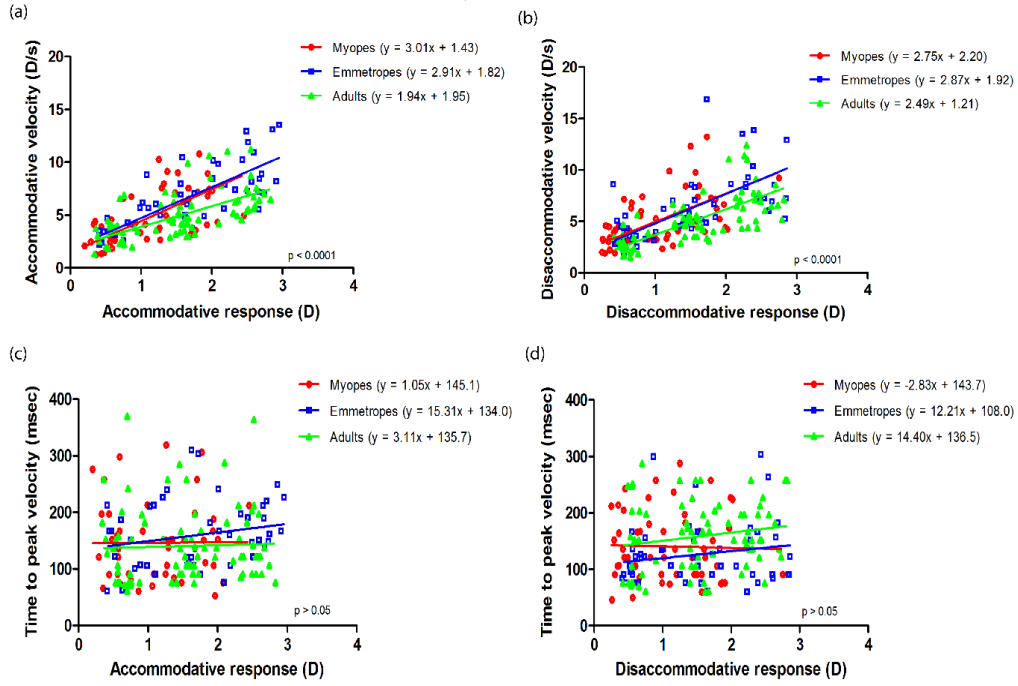 (a)
Myopes (y = 3.01x + 1.43)
Emmetropes (y = 2.91x + 1.82)
Adults (y = 1.94x + 1.95)
Accommodative velocity (D/s)
20
15
10
5
0
p < 0.0001
0 1 2 3 4
Accommodative response (D)
(b)
Myopes (y = 2.75x + 2.20)
Emmetropes (y = 2.87x + 1.92)
Adults (y = 2.49x + 1.21)
Disaccommodative velocity (D/s)
20
15
10
5
0
p < 0.0001
0 1 2 3 4
Disaccommodative response (D)
(c)
Myopes (y = 1.05x + 145.1)
Emmetropes (y = 15.31x + 134.0)
Adults (y = 3.11x + 135.7)
Time to peak velocity (msec)
400
300
200
100
0
p > 0.05
0 1 2 3 4
Accommodative response (D)
(d)
Myopes (y = -2.83x + 143.7)
Emmetropes (y = 12.21x + 108.0)
Adults (y = 14.40x + 136.5)
Time to peak velocity (msec)
400
300
200
100
0
p > 0.05
0 1 2 3 4
Disaccommodative response (D)